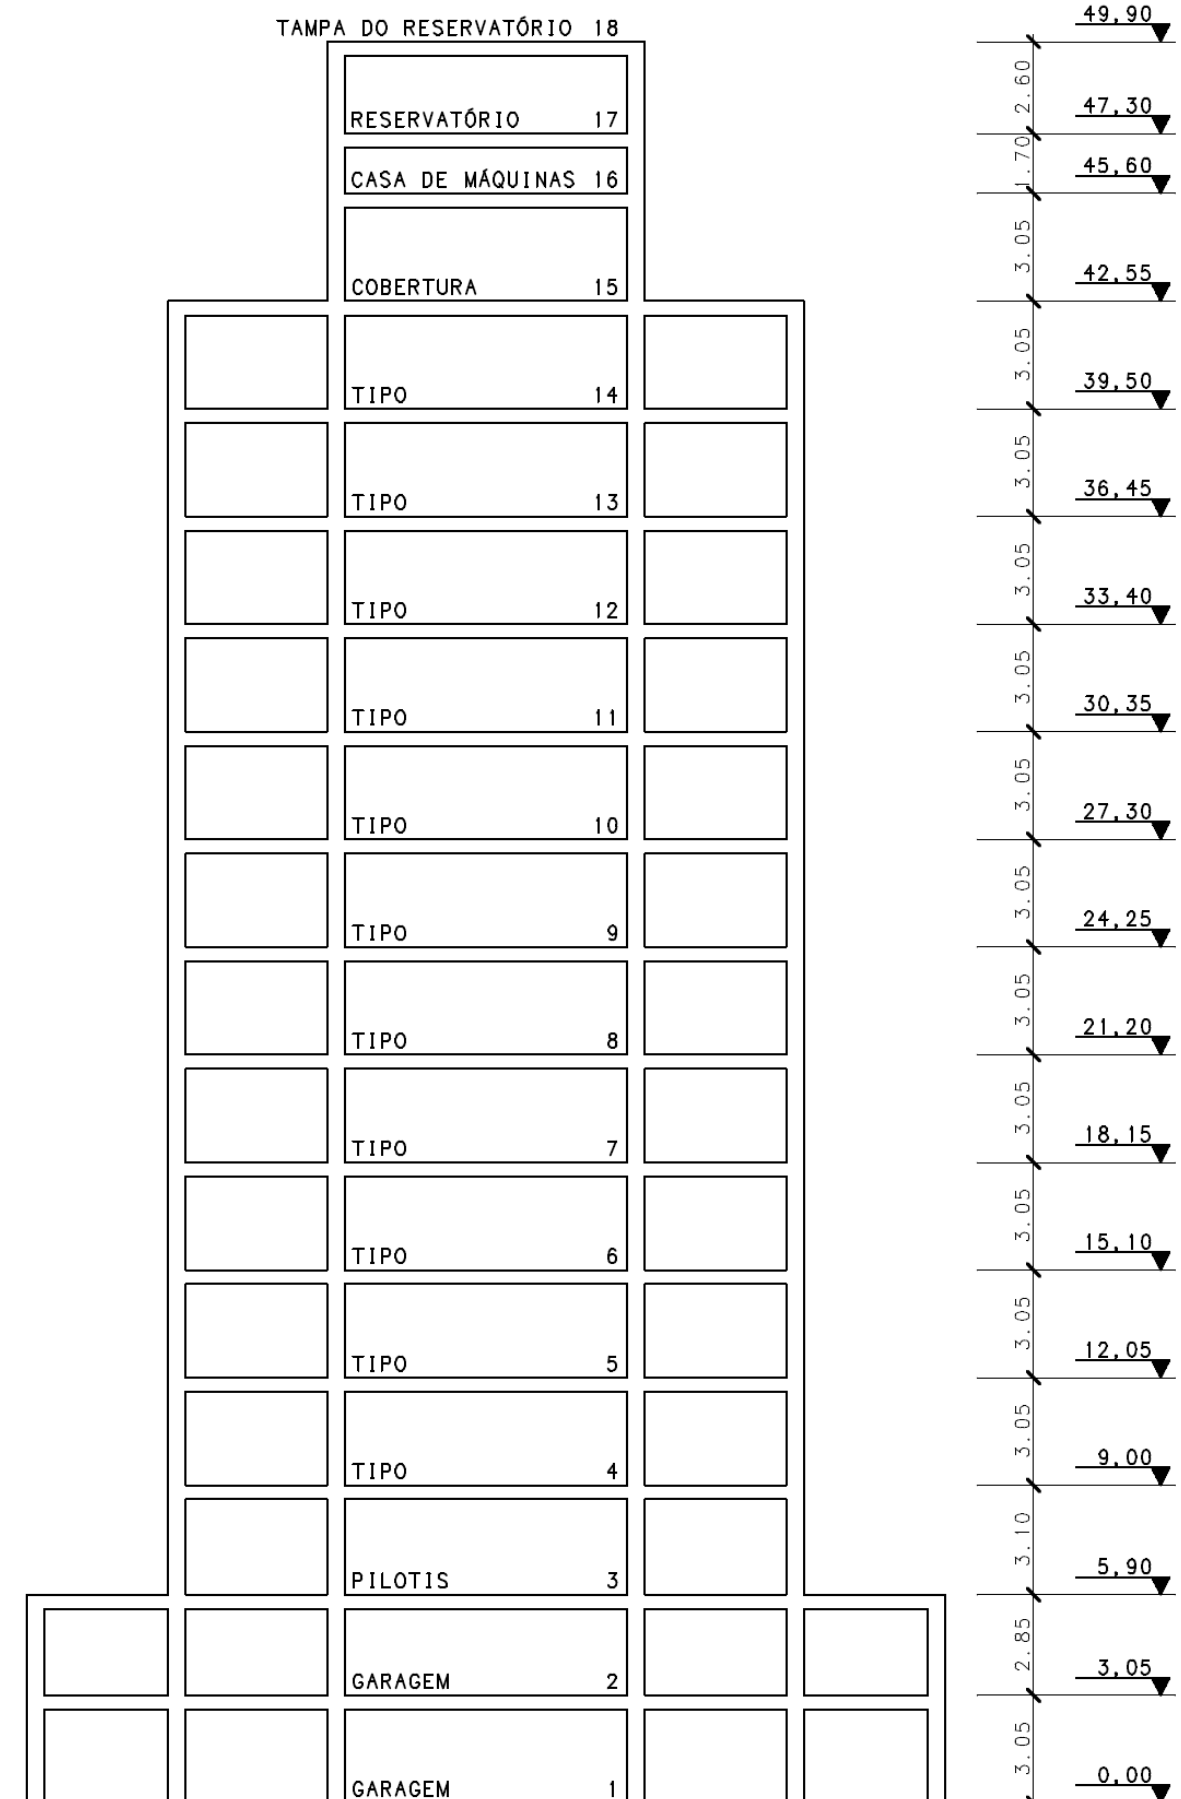 TAMPA DO RESERVATÓRIO 18
49,90
2.60
RESERVATÓRIO 17
47,30
1.70
CASA DE MÁQUINAS 16
45,60
3.05
COBERTURA 15
42,55
3.05
TIPO 14
39,50
3.05
TIPO 13
36,45
3.05
TIPO 12
33,40
3.05
TIPO 11
30,35
3.05
TIPO 10
27,30
3.05
TIPO 9
24,25
3.05
TIPO 8
21,20
3.05
TIPO 7
18,15
3.05
TIPO 6
15,10
3.05
TIPO 5
12,05
3.05
TIPO 4
9,00
3.10
PILOTIS 3
5,90
2.85
GARAGEM 2
3,05
3.05
GARAGEM 1
0,00